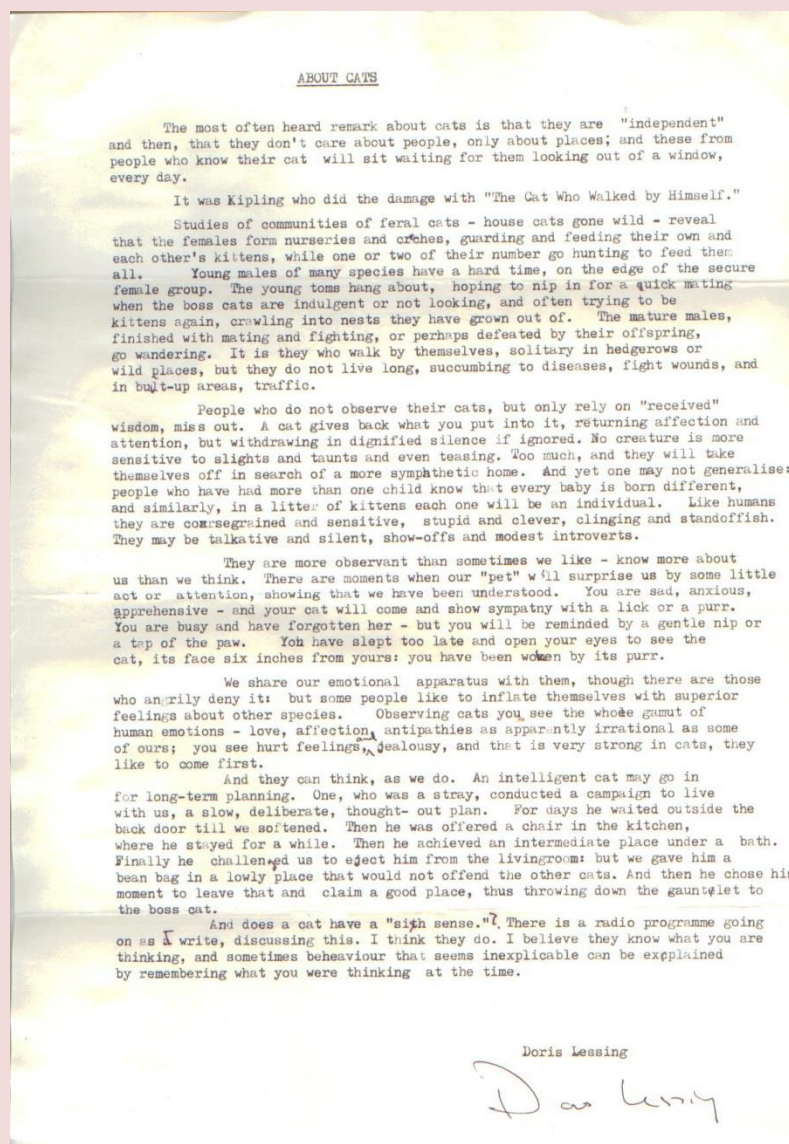 ABOUT CATS
The most often heard remark about cats is that they are "independent"
and then, that they don't care about people, only about places; and these from
people who know their cat will sit waiting for them looking out of a window,
every day.
It was Kipling who did the damage with "The Cat Who Walked by Himself."
Studies of communities of feral cats - house cats gone wild - reveal
that the females form nurseries and crches, guarding and feeding their own and
each other's kittens, while one or two of their number go hunting to feed them
all. Young males of many species have a hard time, on the edge of the secure
female group. The young toms hang about, hoping to nip in for a quick mating
when the boss cats are indulgent or not looking, and often trying to be
kittens again, crawling into nests they have grown out of. The mature males,
finished with mating and fighting, or perhaps defeated by their offspring,
go wandering. It is they who walk by themselves, solitary in hedgerows or
wild places, but they do not live long, succumbing to diseases, fight wounds, and
in built-up areas, traffic.
People who do not observe their cats, but only rely on "received"
wisdom, miss out. A cat gives back what you put into it, returning affection and
attention, but withdrawing in dignified silence if ignored. No creature is more
sensitive to slights and taunts and even teasing. Too much, and they will take
themselves off in search of a more sympathetic home. And yet one may not generalise:
people who have had more than one child know that every baby is born different,
and similarly, in a litter of kittens each one will be an individual. Like humans
they are coarsegrained and sensitive, stupid and clever, clinging and standoffish.
They may be talkative and silent, show-offs and modest introverts.
They are more observant than sometimes we like - know more about
us than we think. There are moments when our "pet" will surprise us by some little
act or attention, showing that we have been understood. You are sad, anxious,
apprehensive - and your cat will come and show sympatny with a lick or a purr.
You are busy and have forgotten her - but you will be reminded by a gentle nip or
a tap of the paw. You have slept too late and open your eyes to see the
cat, its face six inches from yours: you have been woken by its purr.
We share our emotional apparatus with them, though there are those
who angrily deny it: but some people like to inflate themselves with superior
feelings about other species. Observing cats you see the whole gamut of
human emotions - love, affection, antipathies as apparently irrational as some
of ours; you see hurt feelings, and jealousy, and that is very strong in cats, they
like to come first.
And they can think, as we do. An intelligent cat may go in
for long-term planning. One, who was a stray, conducted a campaign to live
with us, a slow, deliberate, thought- out plan. For days he waited outside the
back door till we softened. Then he was offered a chair in the kitchen,
where he stayed for a while. Then he achieved an intermediate place under a bath.
Finally he challenged us to eject him from the livingroom: but we gave him a
bean bag in a lowly place that would not offend the other cats. And then he chose his
moment to leave that and claim a good place, thus throwing down the gauntlet to
the boss cat.
And does a cat have a "sixth sense."? There is a radio programme going
on as I write, discussing this. I think they do. I believe they know what you are
thinking, and sometimes beheaviour that seems inexplicable can be explained
by remembering what you were thinking at the time.
Doris Lessing
Doris Lessing